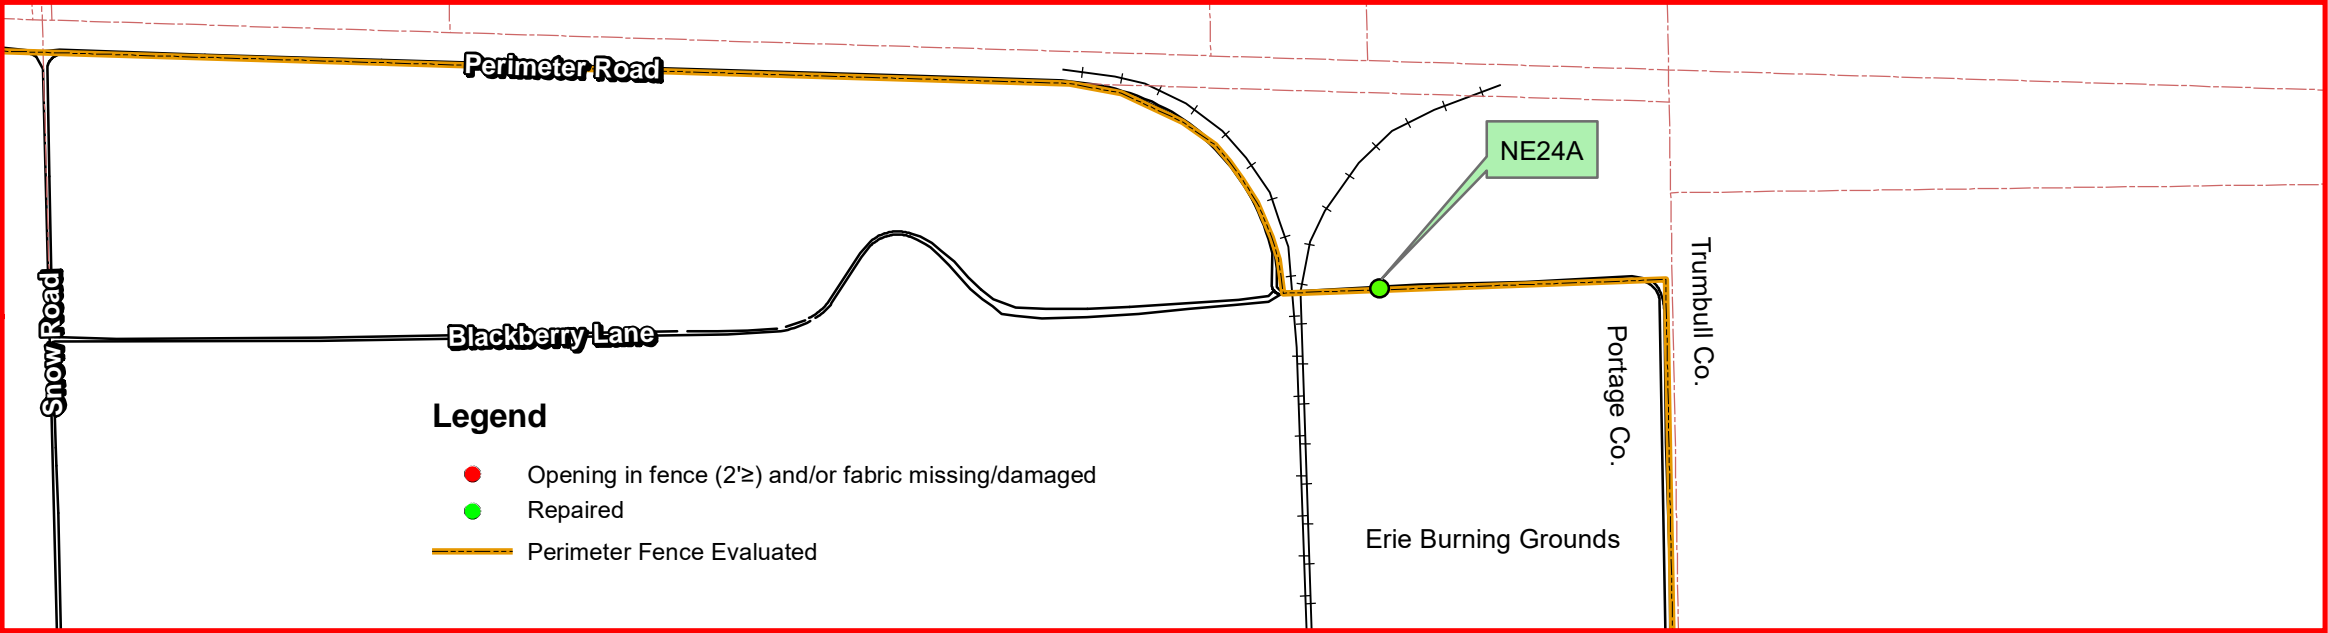 Perimeter Road
NE24A
Trumbull Co.
Snow Road
Blackberry Lane
Portage Co.
Legend
Opening in fence (2'≥) and/or fabric missing/damaged
Repaired
Perimeter Fence Evaluated
Erie Burning Grounds